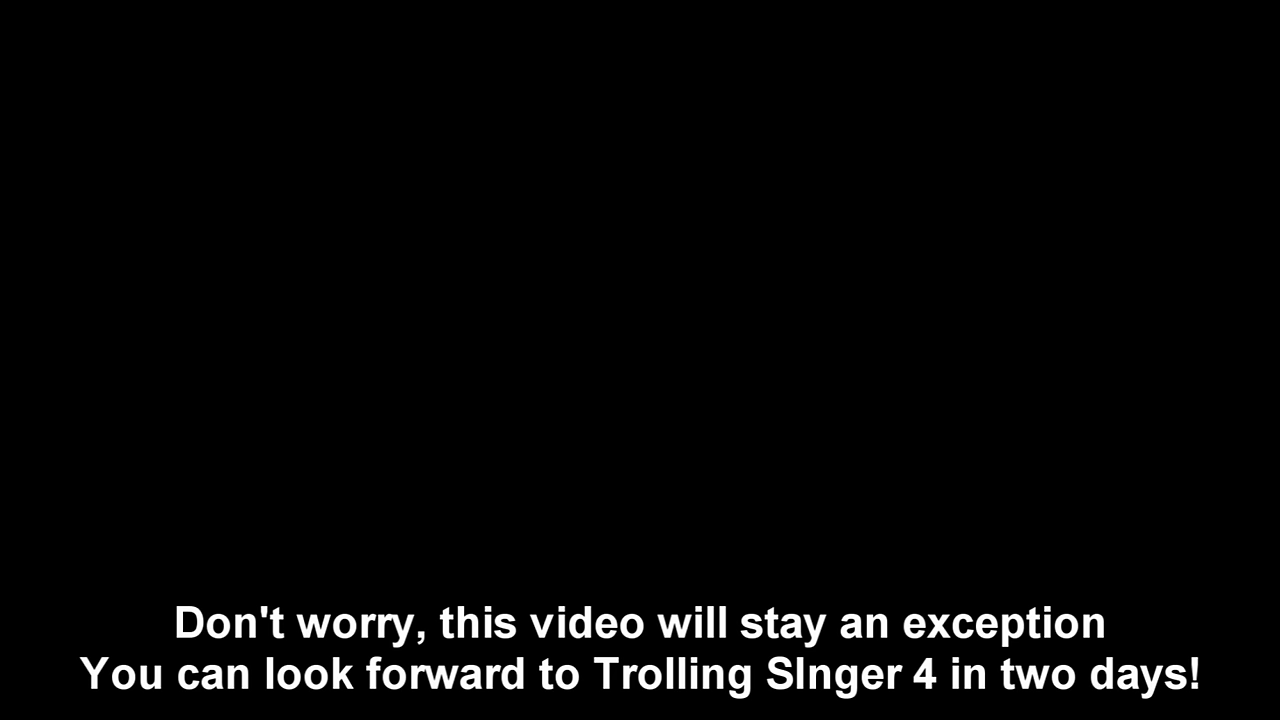 Don't worry, this video will stay an exception
You can look forward to Trolling SInger 4 in two days!